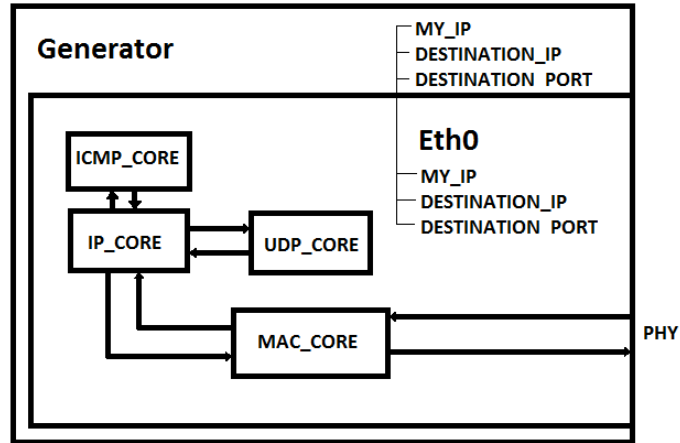 Generator
MY_IP
DESTINATION_IP
DESTINATION PORT
Eth0
MY_IP
DESTINATION_IP
DESTINATION PORT
ICMP_CORE
IP_CORE
UDP_CORE
MAC_CORE
PHY